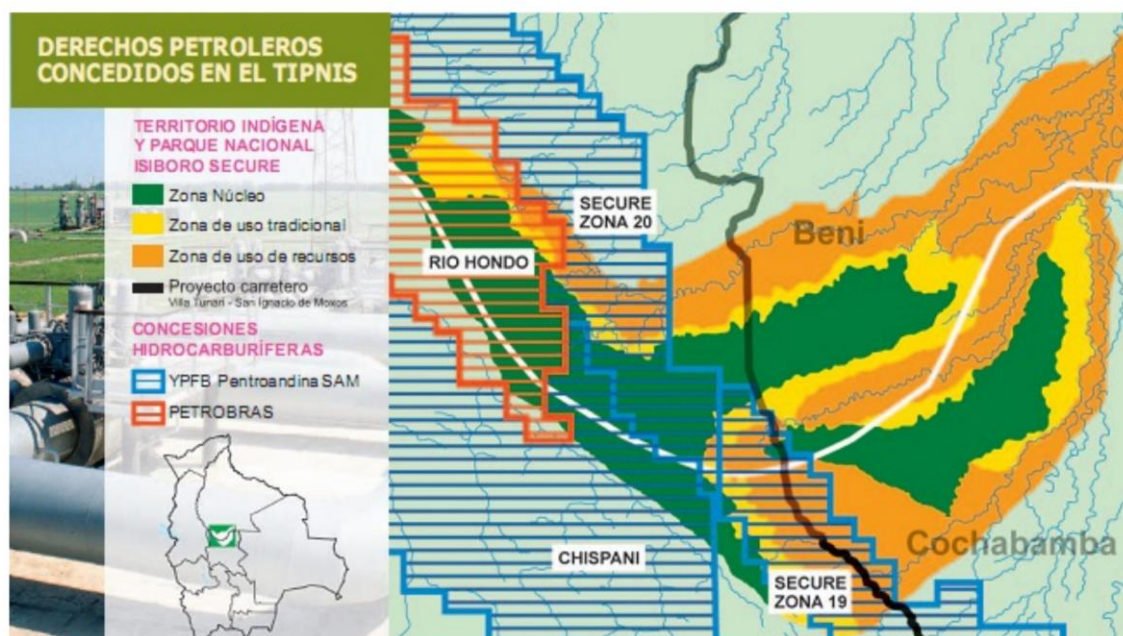 DERECHOS PETROLEROS
CONCEDIDOS EN EL TIPNIS
TERRITORIO INDÍGENA
Y PARQUE NACIONAL
ISIBORO SECURE
Zona Núcleo
Zona de uso tradicional
Zona de uso de recursos
Proyecto carretero
Villa Tunari - San Ignacio de Moxos
CONCESIONES
HIDROCARBURÍFERAS
YPFB Pentroandina SAM
PETROBRAS
SECURE
ZONA 20
RIO HONDO
Beni
CHISPANI
SECURE
ZONA 19
Cochabamba